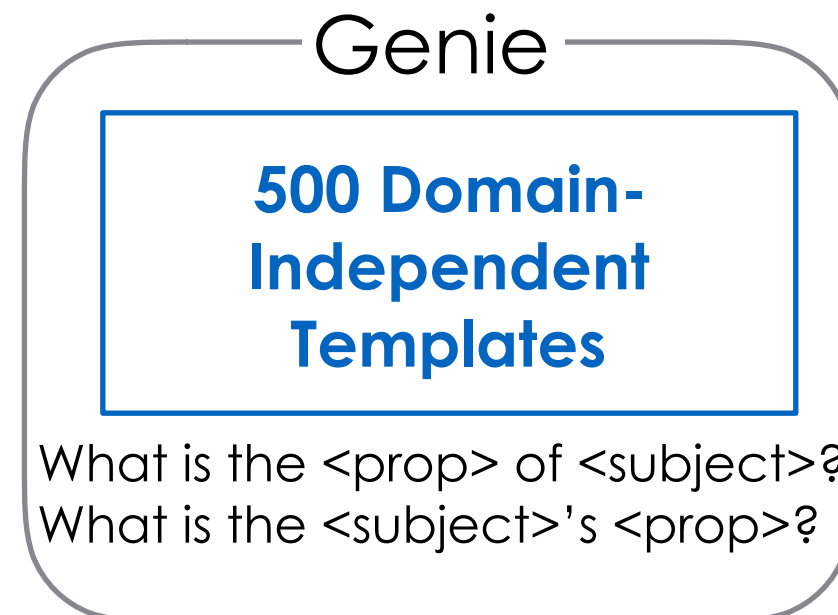 Genie
500 Domain-
Independent
Templates
What is the <prop> of <subject>?
What is the <subject>’s <prop>?